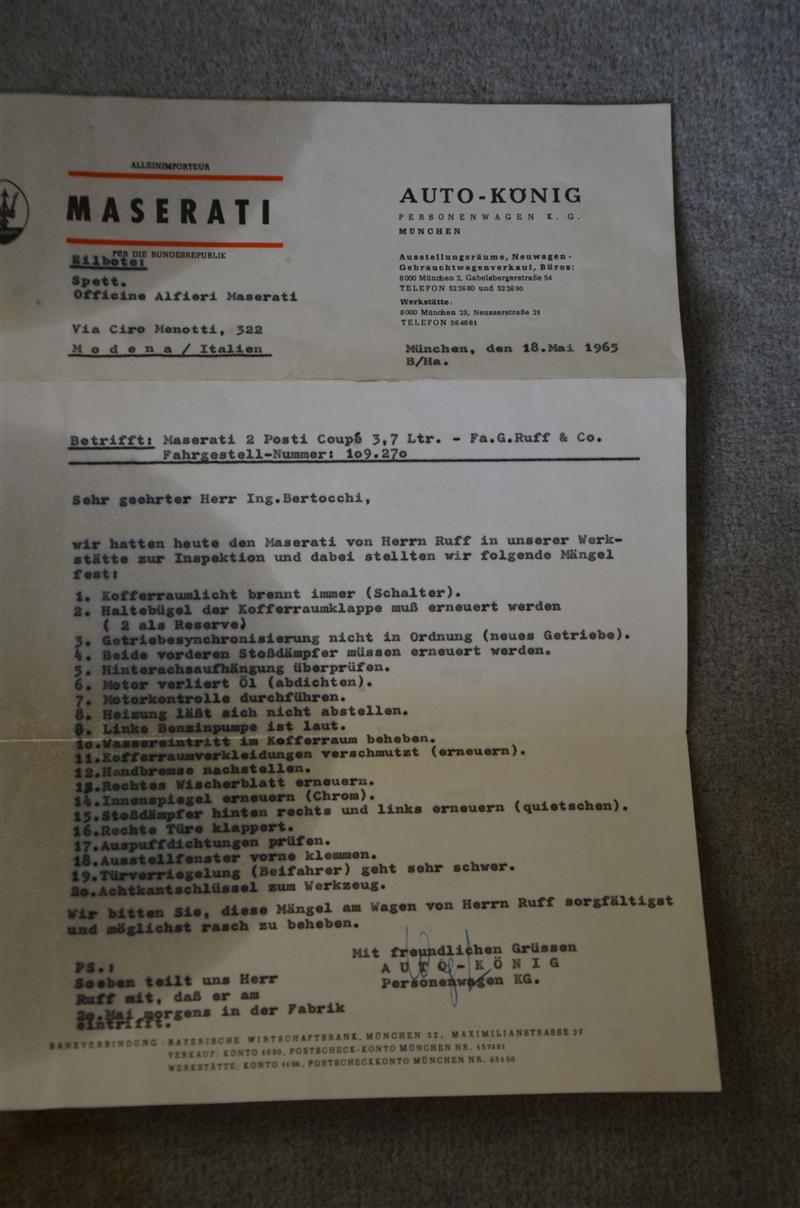 ALLEINIMPORTEUR
MASERATI
FÜR DIE BUNDESREPUBLIK
AUTO-KÖNIG
PERSONENWAGEN K. G.
MÜNCHEN
Ausstellungsräume, Neuwagen-
Gebrauchtwagenverkauf, Büros:
8000 München 2, Gabelsbergerstraße 54
TELEFON 523680 und 523690
Werkstätte:
8000 München 23, Neusserstraße 21
TELEFON 364861
Eilbote:
Spett.
Officine Alfieri Maserati
Via Ciro Menotti, 322
Modena/Italien
München, den 18.Mai 1965
B/Ha.
Betrifft: Maserati 2 Posti Coupé 3,7 Ltr. - Fa.G.Ruff & Co.
Fahrgestell-Nummer: 1o9.27o
Sehr geehrter Herr Ing.Bertocchi,
wir hatten heute den Maserati von Herrn Ruff in unserer Werk-
stätte zur Inspektion und dabei stellten wir folgende Mängel
fest:
1. Kofferraumlicht brennt immer (Schalter).
2. Haltebügel der Kofferraumklappe muß erneuert werden
( 2 als Reserve)
3. Getriebesynchronisierung nicht in Ordnung (neues Getriebe).
4. Beide vorderen Stoßdämpfer müssen erneuert werden.
5. Hinterachsaufhängung überprüfen.
6. Motor verliert Öl (abdichten).
7. Motorkontrolle durchführen.
8. Heizung läßt sich nicht abstellen.
9. Linke Benzinpumpe ist laut.
1o.Wassereintritt im Kofferraum beheben.
11.Kofferraumverkleidungen verschmutzt (erneuern).
12.Handbremse nachstellen.
13.Rechtes Wischerblatt erneuern.
14.Innenspiegel erneuern (Chrom).
15.Stoßdämpfer hinten rechts und links erneuern (quietschen).
16.Rechte Türe klappert.
17.Auspuffdichtungen prüfen.
18.Ausstellfenster vorne klemmen.
19.Türverriegelung (Beifahrer) geht sehr schwer.
2o.Achtkantschlüssel zum Werkzeug.
Wir bitten Sie, diese Mängel am Wagen von Herrn Ruff sorgfältigst
und möglichst rasch zu beheben.
Mit freundlichen Grüssen
AUTO-KÖNIG
Personenwagen KG.
PS.:
Soeben teilt uns Herr
Ruff mit, daß er am
2o.Mai morgens in der Fabrik
eintrifft.
BANKVERBINDUNG: BAYERISCHE WIRTSCHAFTSBANK, MÜNCHEN 22, MAXIMILIANSTRASSE 27
VERKAUF: KONTO 1030, POSTSCHECK-KONTO MÜNCHEN NR. 157481
WERKSTÄTTE: KONTO 1106, POSTSCHECKKONTO MÜNCHEN NR. 65150